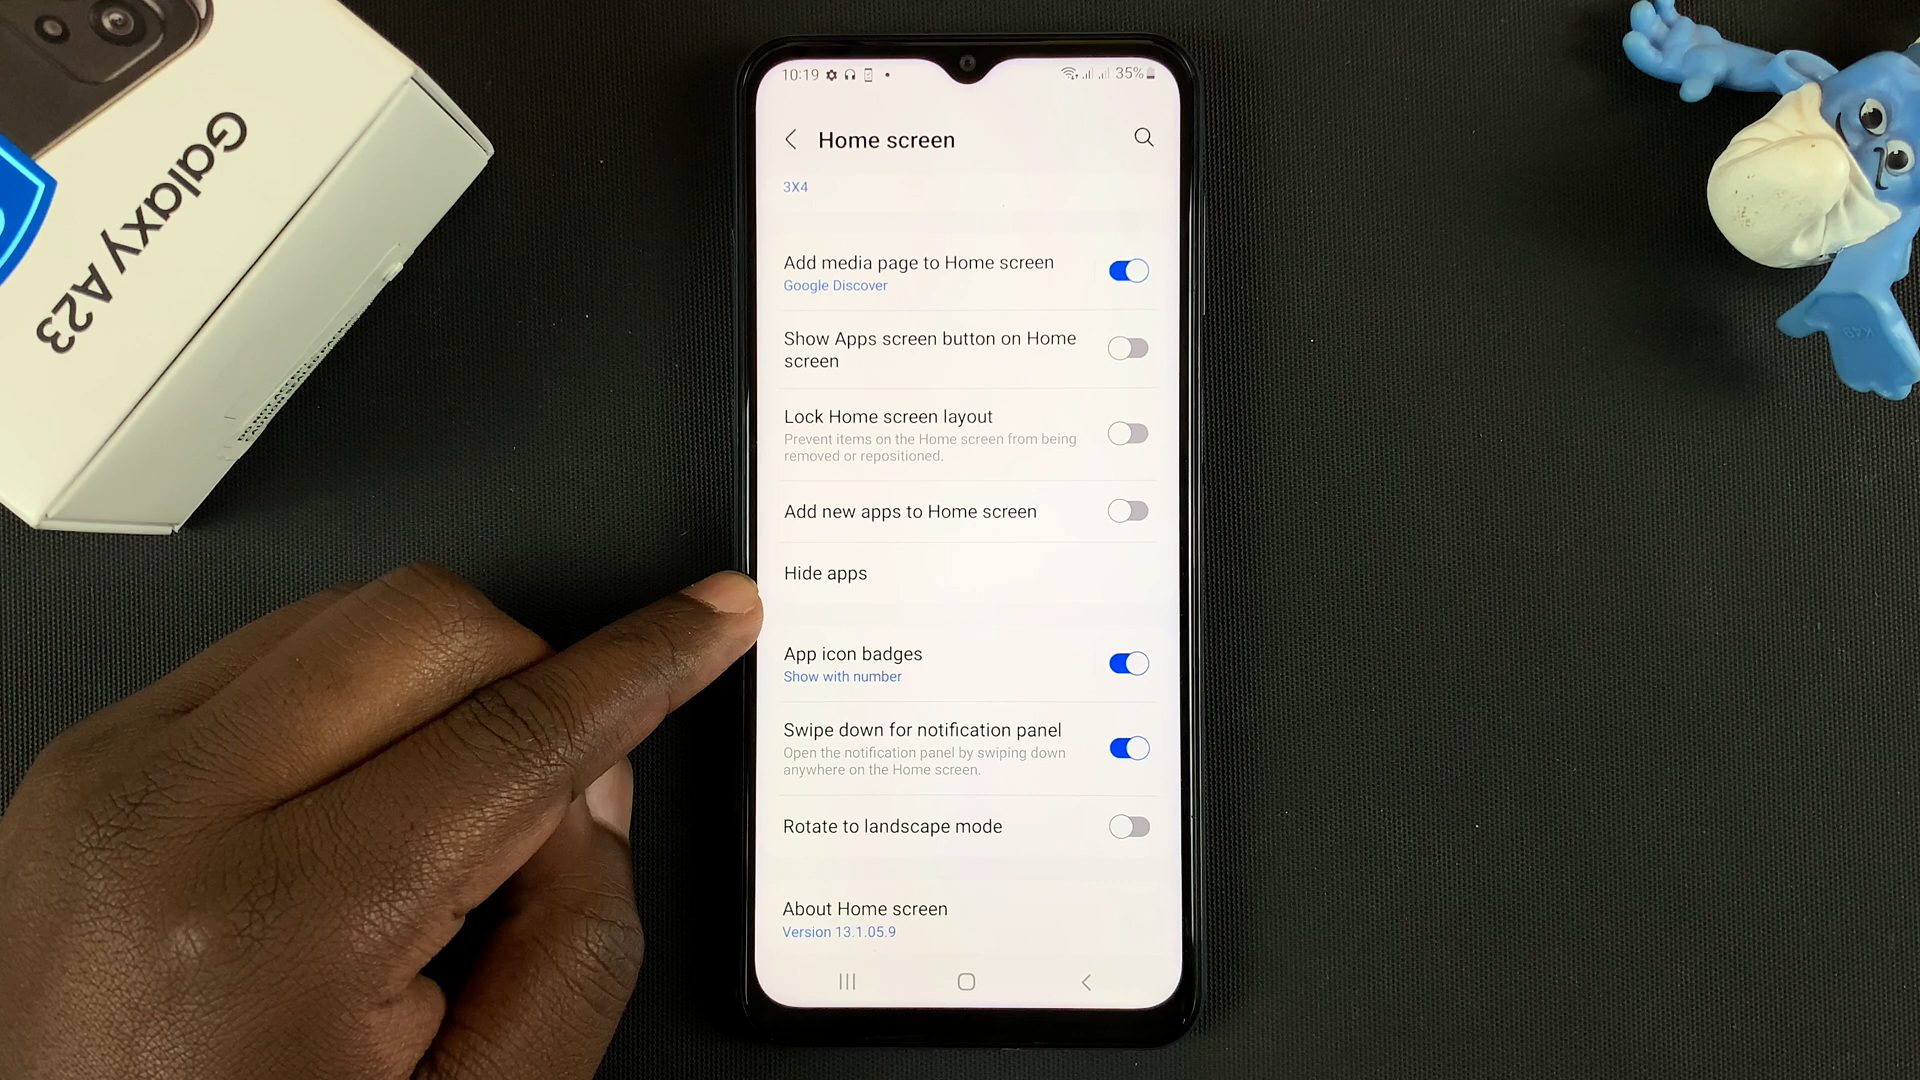 Galaxy A23
10:19
35%
Home screen
3X4
Add media page to Home screen
Google Discover
Show Apps screen button on Home
screen
Lock Home screen layout
Prevent items on the Home screen from being
removed or repositioned.
Add new apps to Home screen
Hide apps
App icon badges
Show with number
Swipe down for notification panel
Open the notification panel by swiping down
anywhere on the Home screen.
Rotate to landscape mode
About Home screen
Version 13.1.05.9